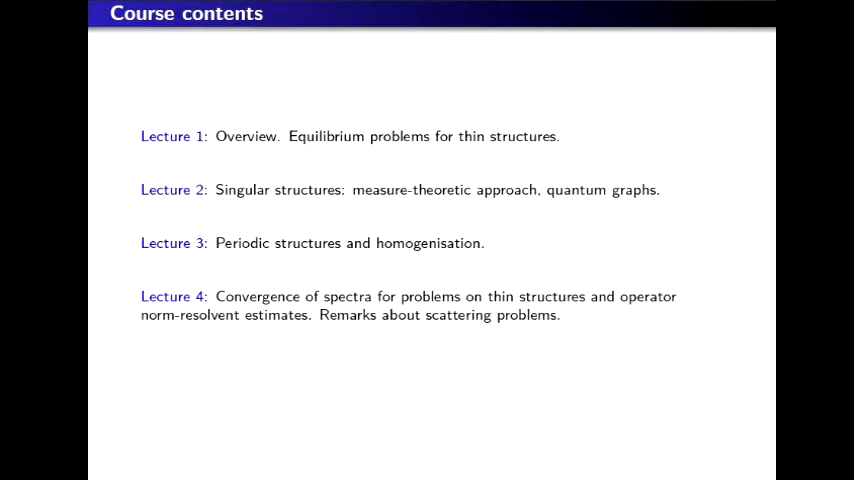 Course contents
Lecture 1: Overview. Equilibrium problems for thin structures.
Lecture 2: Singular structures: measure-theoretic approach, quantum graphs.
Lecture 3: Periodic structures and homogenisation.
Lecture 4: Convergence of spectra for problems on thin structures and operator
norm-resolvent estimates. Remarks about scattering problems.